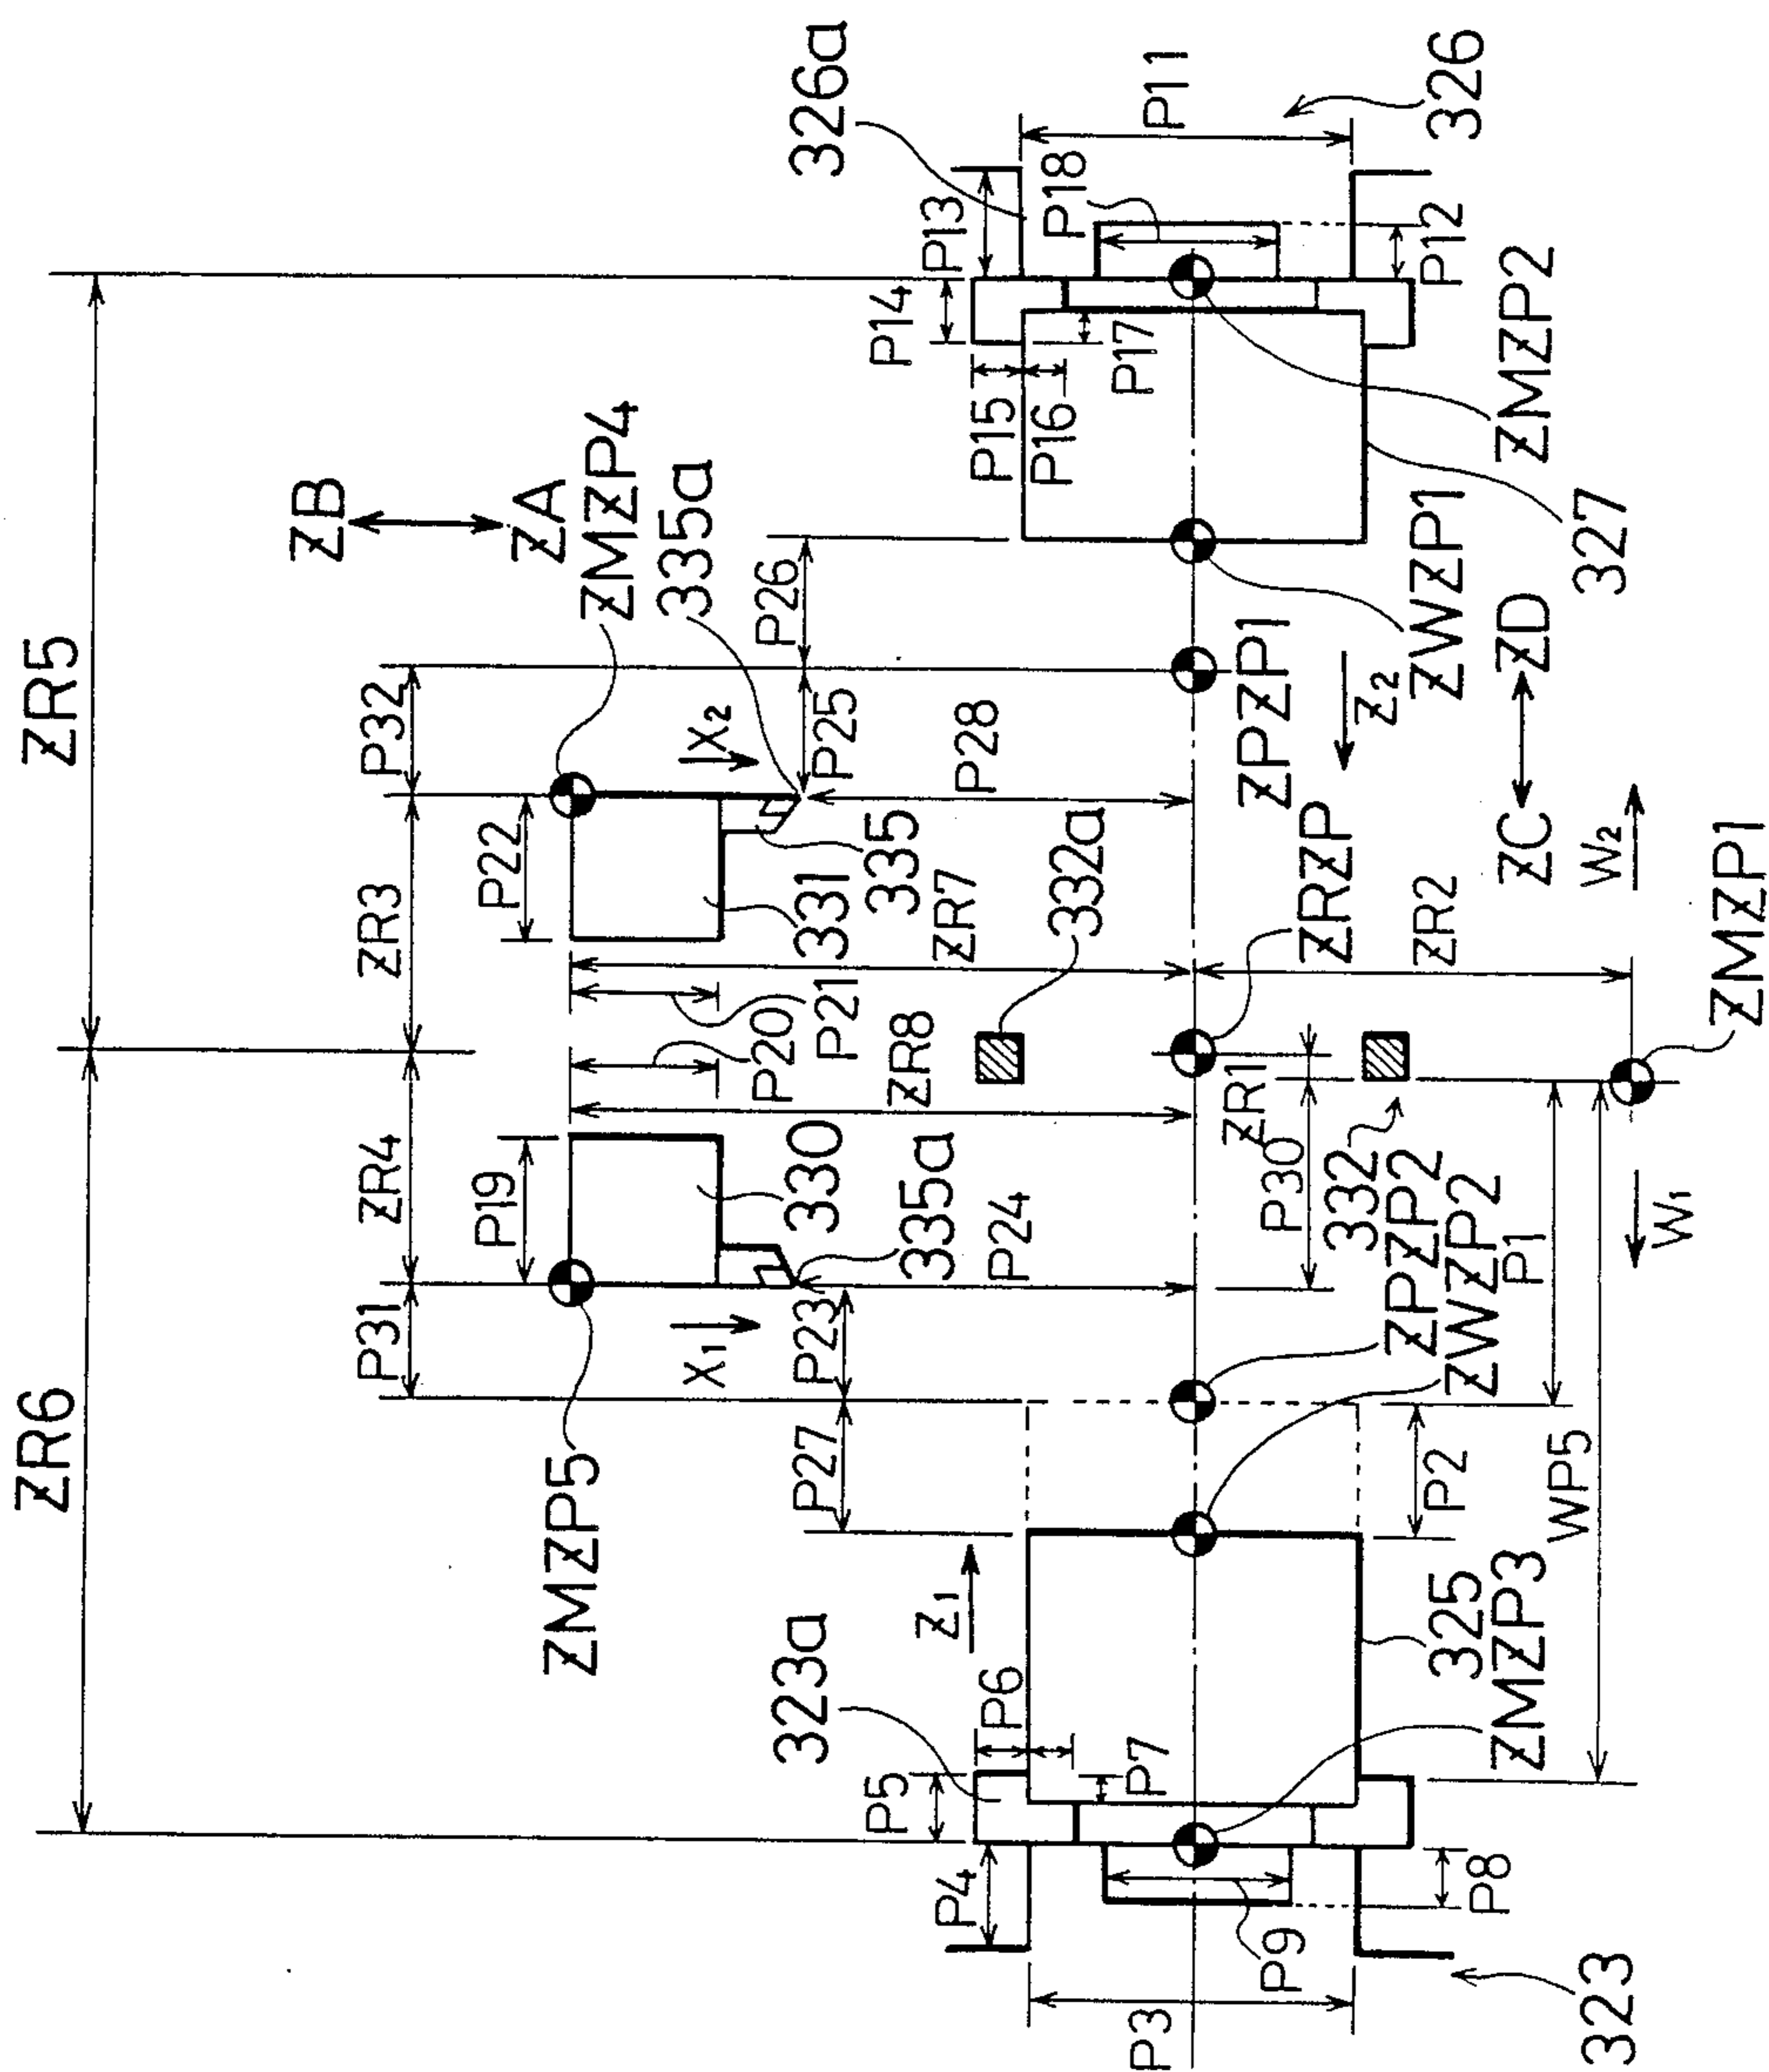 ZR6
ZR5
P31
ZR4
ZR3
P32
ZB
ZA
P19
P22
ZMZP5
ZMZP4
335a
X₁
X₂
P20
P21
330
331
335
323a
P27
P23
P25
P26
326a
P5
P6
Z₁
335a
ZR8
ZR7
P14
P13
P4
P24
332a
P28
P15
P16
P18
P7
P17
P11
P3
P9
P8
P30
ZR1
ZRZP
ZPZP1
326
P12
325
P2
332
Z₂
ZWZP1
ZPZP2
ZWZP2
ZR2
ZMZP3
ZMZP2
WP5
P1
ZC
ZD
327
323
W₁
W₂
ZMZP1